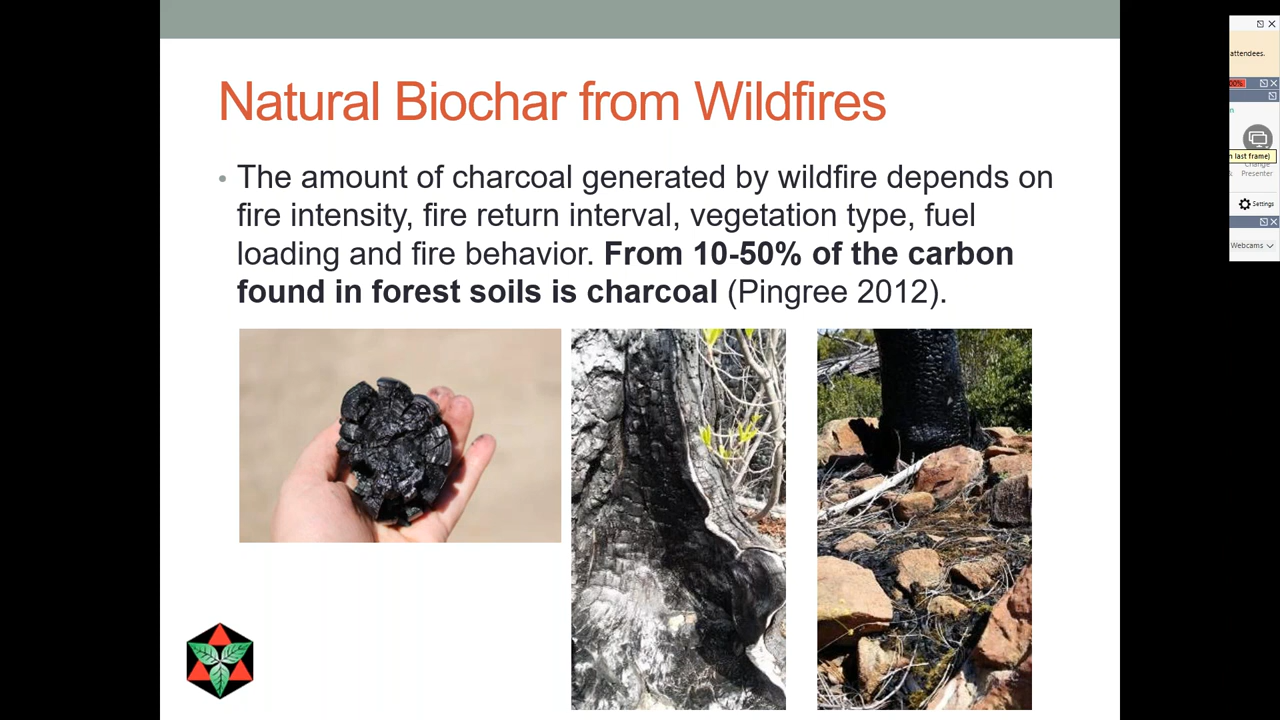 Natural Biochar from Wildfires
• The amount of charcoal generated by wildfire depends on
fire intensity, fire return interval, vegetation type, fuel
loading and fire behavior. From 10-50% of the carbon
found in forest soils is charcoal (Pingree 2012).
attendees.
last frame)
Change
Presenter
Settings
Webcams